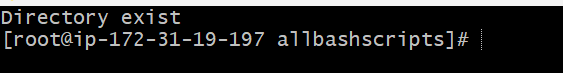 Directory exist
[root@ip-172-31-19-197 allbashscripts]#